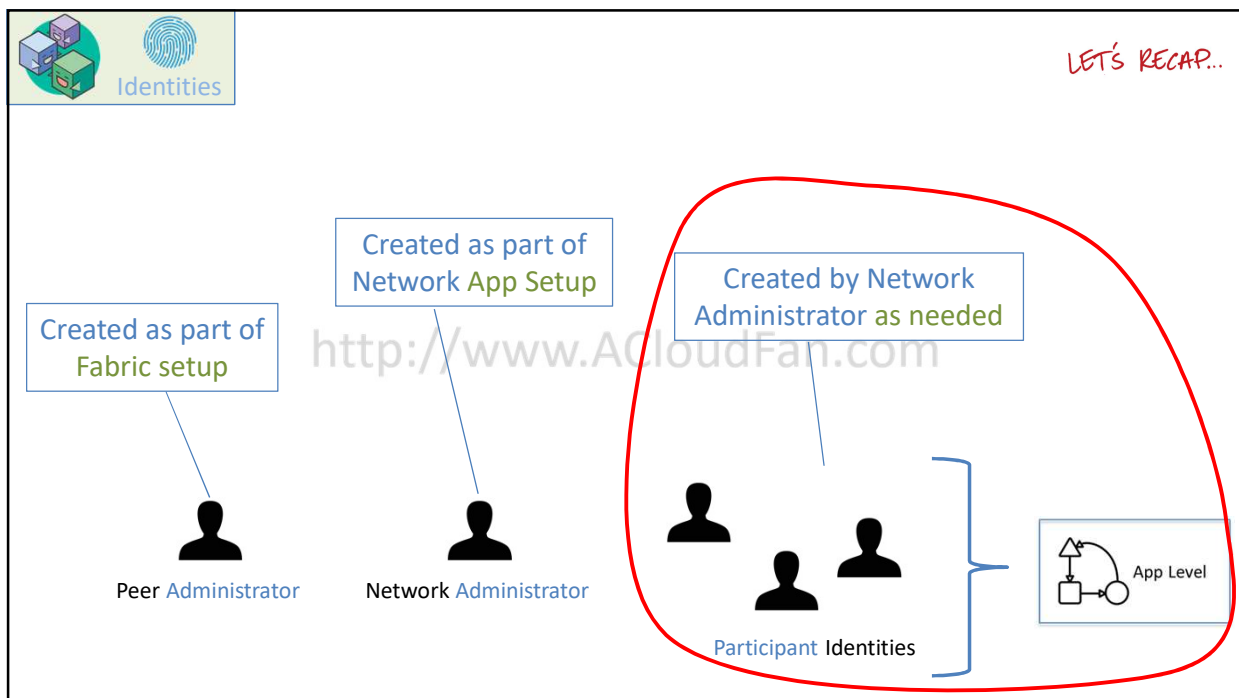 Identities
LET'S RECAP...
Created as part of
Fabric setup
Created as part of
Network App Setup
Created by Network
Administrator as needed
http://www.ACloudFan.com
Peer Administrator
Network Administrator
Participant Identities
App Level